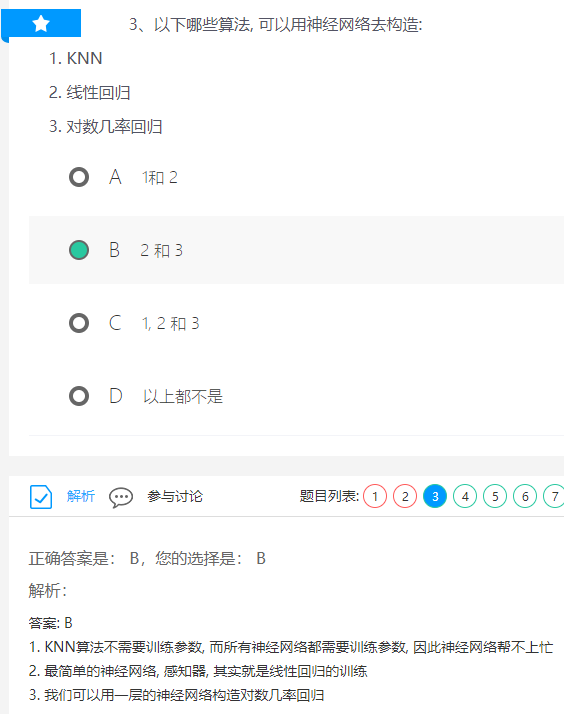 3、以下哪些算法, 可以用神经网络去构造:
1. KNN
2. 线性回归
3. 对数几率回归
A 1和 2
B 2 和 3
C 1, 2 和 3
D 以上都不是
解析 参与讨论 题目列表: 1 2 3 4 5 6 7
正确答案是： B，您的选择是： B
解析：
答案: B
1. KNN算法不需要训练参数, 而所有神经网络都需要训练参数, 因此神经网络帮不上忙
2. 最简单的神经网络, 感知器, 其实就是线性回归的训练
3. 我们可以用一层的神经网络构造对数几率回归